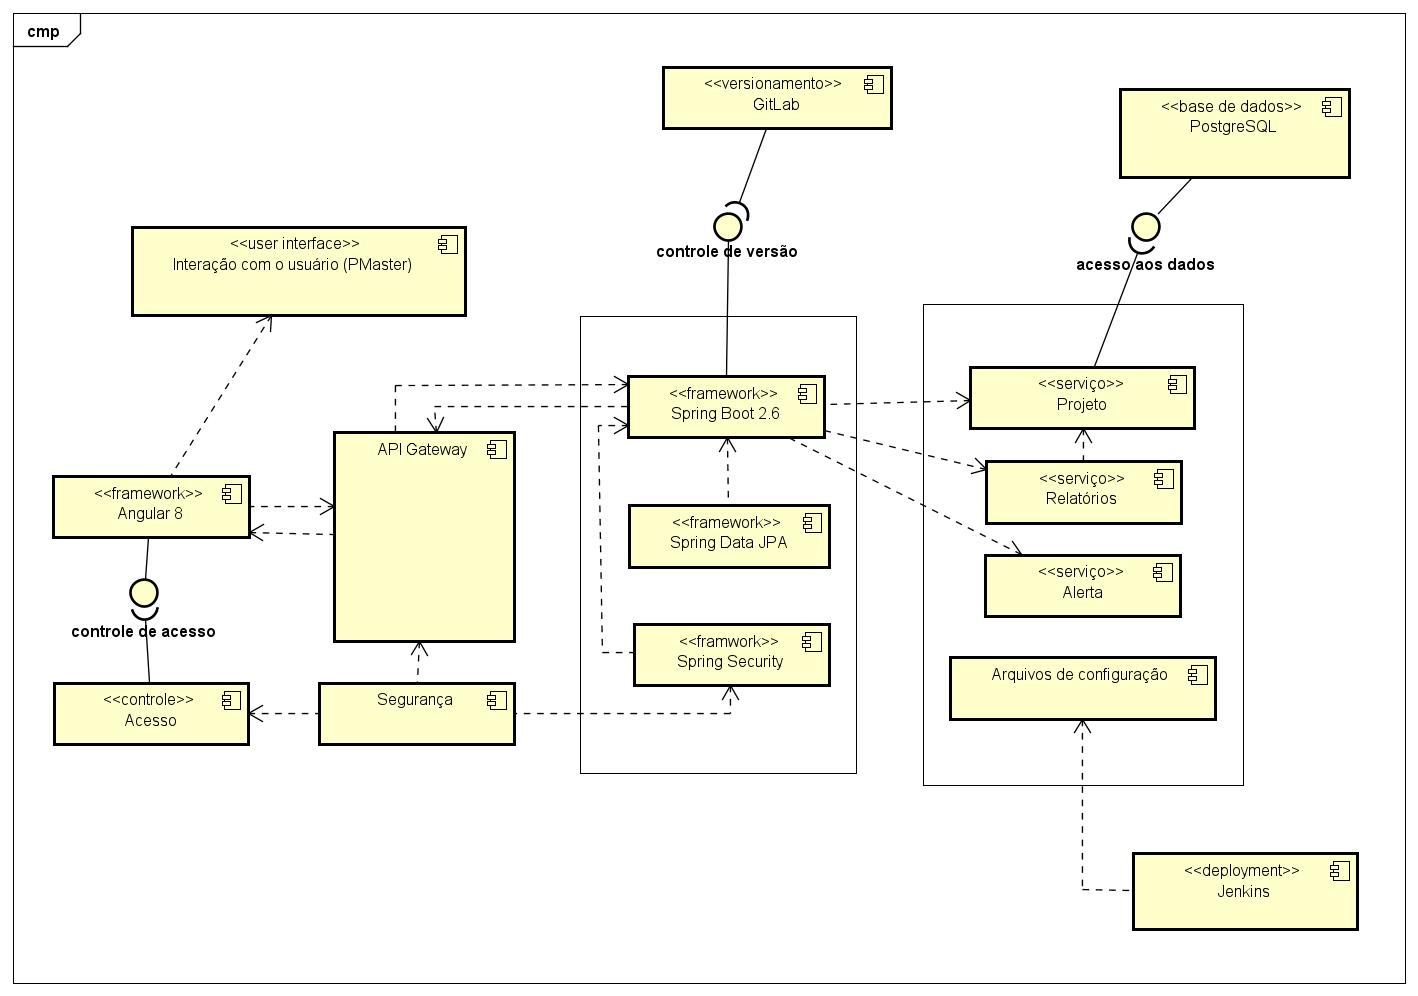 cmp
<<versionamento>>
GitLab
<<base de dados>>
PostgreSQL
controle de versão
acesso aos dados
<<user interface>>
Interação com o usuário (PMaster)
<<framework>>
Spring Boot 2.6
<<serviço>>
Projeto
API Gateway
<<framework>>
Angular 8
<<serviço>>
Relatórios
<<framework>>
Spring Data JPA
<<serviço>>
Alerta
controle de acesso
<<framwork>>
Spring Security
Arquivos de configuração
<<controle>>
Acesso
Segurança
<<deployment>>
Jenkins